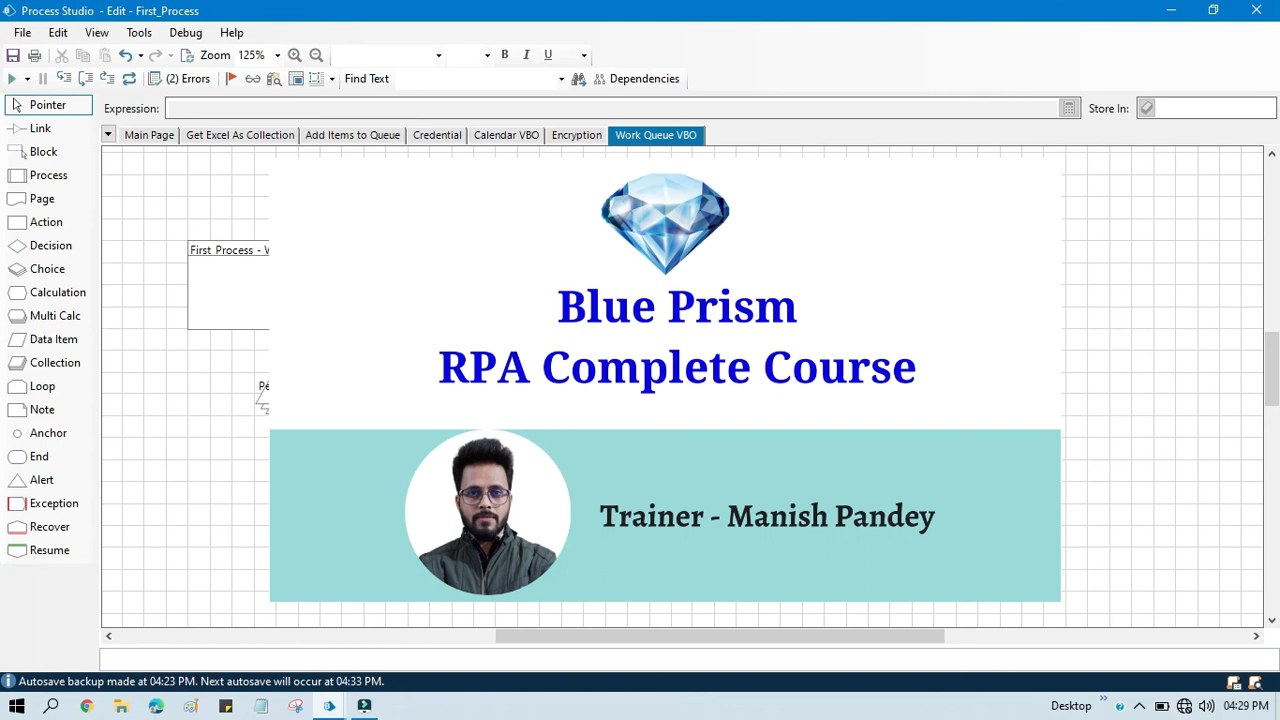 Process Studio - Edit - First_Process
File Edit View Tools Debug Help
Zoom 125% B I U
(2) Errors Find Text Dependencies
Pointer Expression: Store In:
Link Main Page Get Excel As Collection Add Items to Queue Credential Calendar VBO Encryption Work Queue VBO
Block
Process
Page
Action
Decision First Process - W
Choice
Calculation
Multi Calc
Data Item
Collection
Loop
Note
Anchor
End
Alert
Exception
Recover
Resume
Blue Prism
RPA Complete Course
Trainer - Manish Pandey
Autosave backup made at 04:23 PM. Next autosave will occur at 04:33 PM.
Desktop 04:29 PM